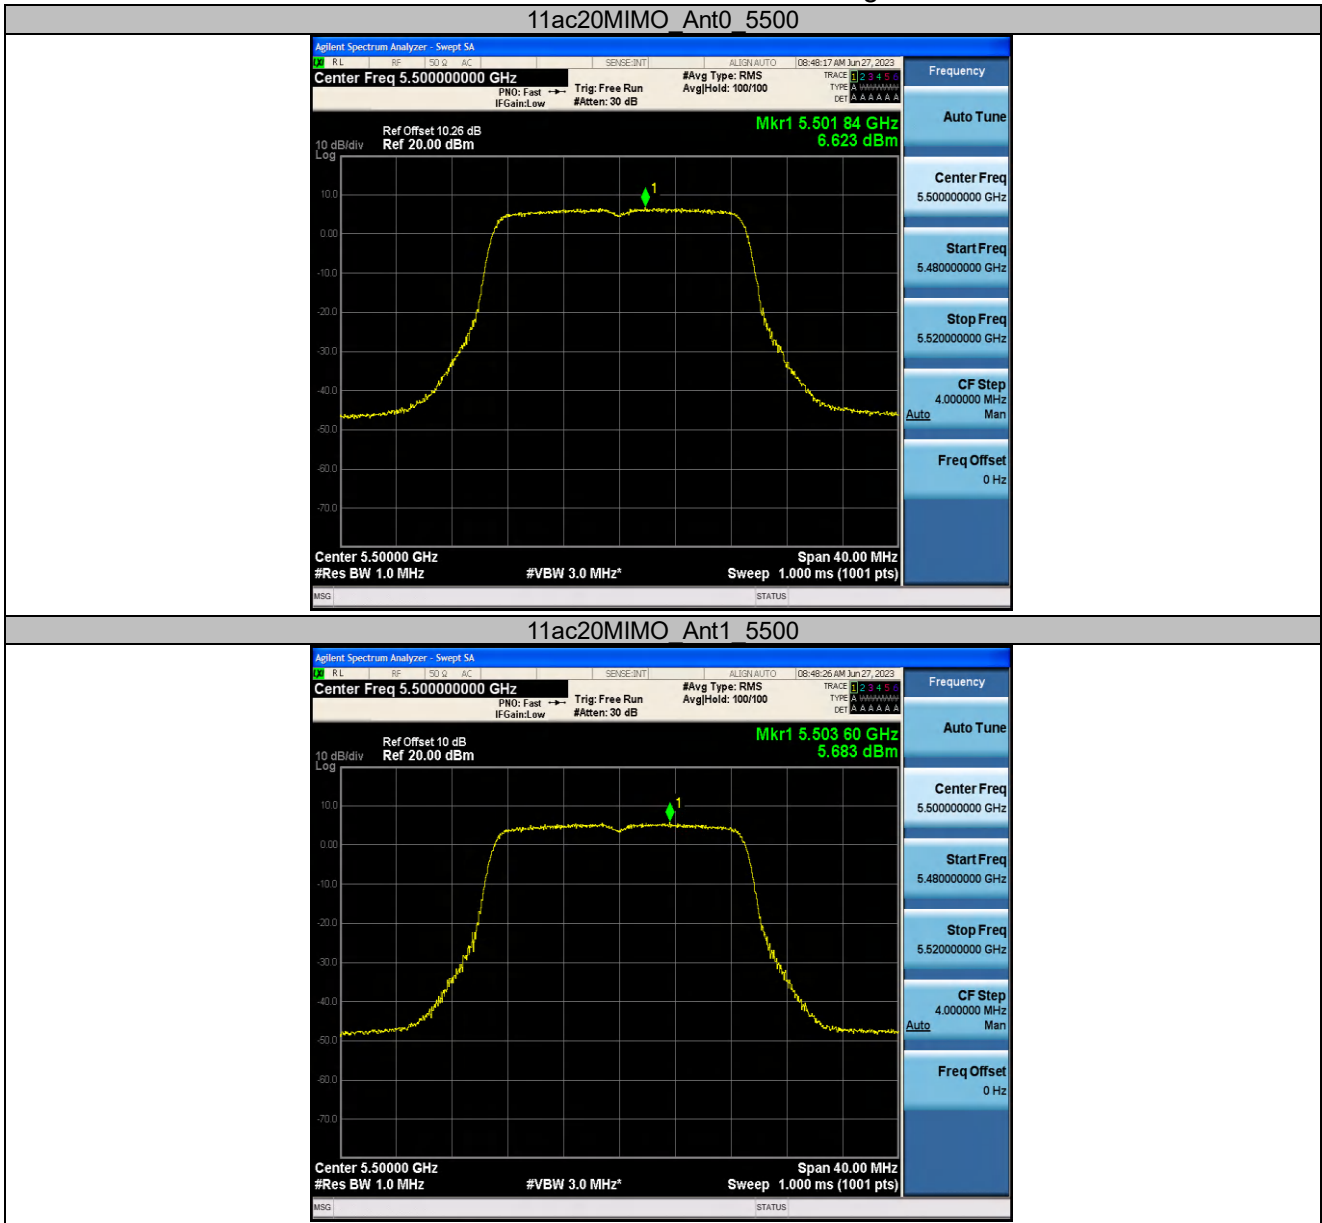 11ac20MIMO_Ant0_5500
Agilent Spectrum Analyzer - Swept SA
LXI RL RF 50 Ω AC SENSE:INT ALIGN AUTO 08:48:17 AM Jun 27, 2023
Center Freq 5.500000000 GHz
PNO: Fast
IFGain:Low
Trig: Free Run
#Atten: 30 dB
#Avg Type: RMS
Avg|Hold: 100/100
TRACE 1 2 3 4 5 6
TYPE A WWWWW
DET A A A A A A
Frequency
Mkr1 5.501 84 GHz
6.623 dBm
Ref Offset 10.26 dB
10 dB/div Ref 20.00 dBm
Log
10.0
0.00
-10.0
-20.0
-30.0
-40.0
-50.0
-60.0
-70.0
1
Center 5.50000 GHz Span 40.00 MHz
#Res BW 1.0 MHz #VBW 3.0 MHz* Sweep 1.000 ms (1001 pts)
MSG STATUS
Auto Tune
Center Freq
5.500000000 GHz
Start Freq
5.480000000 GHz
Stop Freq
5.520000000 GHz
CF Step
4.000000 MHz
Auto Man
Freq Offset
0 Hz
11ac20MIMO_Ant1_5500
Agilent Spectrum Analyzer - Swept SA
LXI RL RF 50 Ω AC SENSE:INT ALIGN AUTO 08:48:26 AM Jun 27, 2023
Center Freq 5.500000000 GHz
PNO: Fast
IFGain:Low
Trig: Free Run
#Atten: 30 dB
#Avg Type: RMS
Avg|Hold: 100/100
TRACE 1 2 3 4 5 6
TYPE A WWWWW
DET A A A A A A
Frequency
Mkr1 5.503 60 GHz
5.683 dBm
Ref Offset 10 dB
10 dB/div Ref 20.00 dBm
Log
10.0
0.00
-10.0
-20.0
-30.0
-40.0
-50.0
-60.0
-70.0
1
Center 5.50000 GHz Span 40.00 MHz
#Res BW 1.0 MHz #VBW 3.0 MHz* Sweep 1.000 ms (1001 pts)
MSG STATUS
Auto Tune
Center Freq
5.500000000 GHz
Start Freq
5.480000000 GHz
Stop Freq
5.520000000 GHz
CF Step
4.000000 MHz
Auto Man
Freq Offset
0 Hz